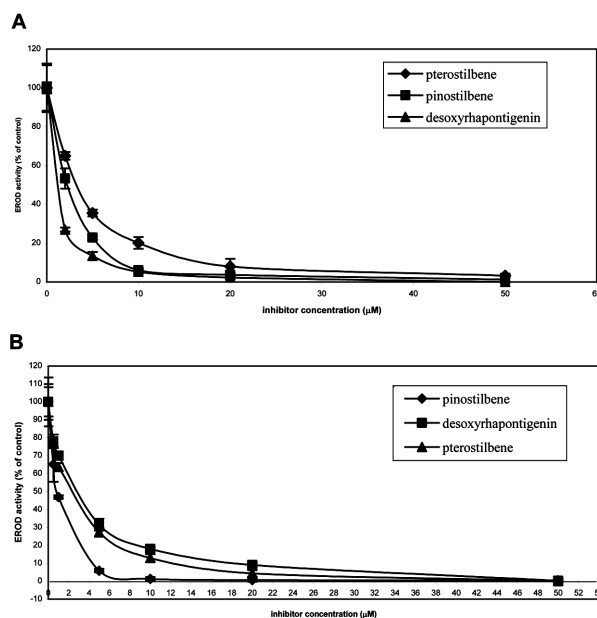 A
120
100
80
60
40
20
0
EROD activity (% of control)
pterostilbene
pinostilbene
desoxyrhapontigenin
0 10 20 30 40 50 6
inhibitor concentration (µM)
B
120
110
100
90
80
70
60
50
40
30
20
10
0
-10
EROD activity (% of control)
pinostilbene
desoxyrhapontigenin
pterostilbene
0 2 4 6 8 10 12 14 16 18 20 22 24 26 28 30 32 34 36 38 40 42 44 46 48 50 52 5
inhibitor concentration (µM)